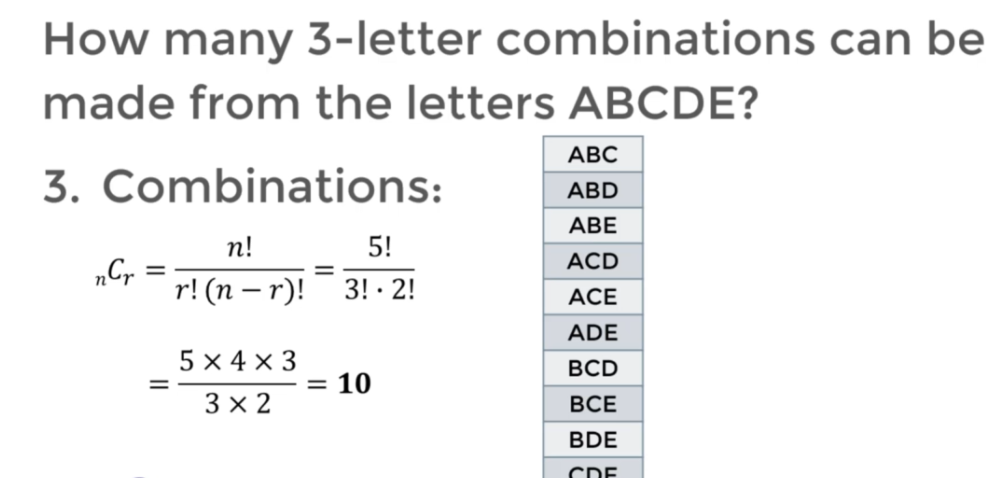 How many 3-letter combinations can be
made from the letters ABCDE?
3. Combinations:
nCr = n! / r! (n − r)! = 5! / 3! · 2!
= 5 × 4 × 3 / 3 × 2 = 10
ABC
ABD
ABE
ACD
ACE
ADE
BCD
BCE
BDE
CDE